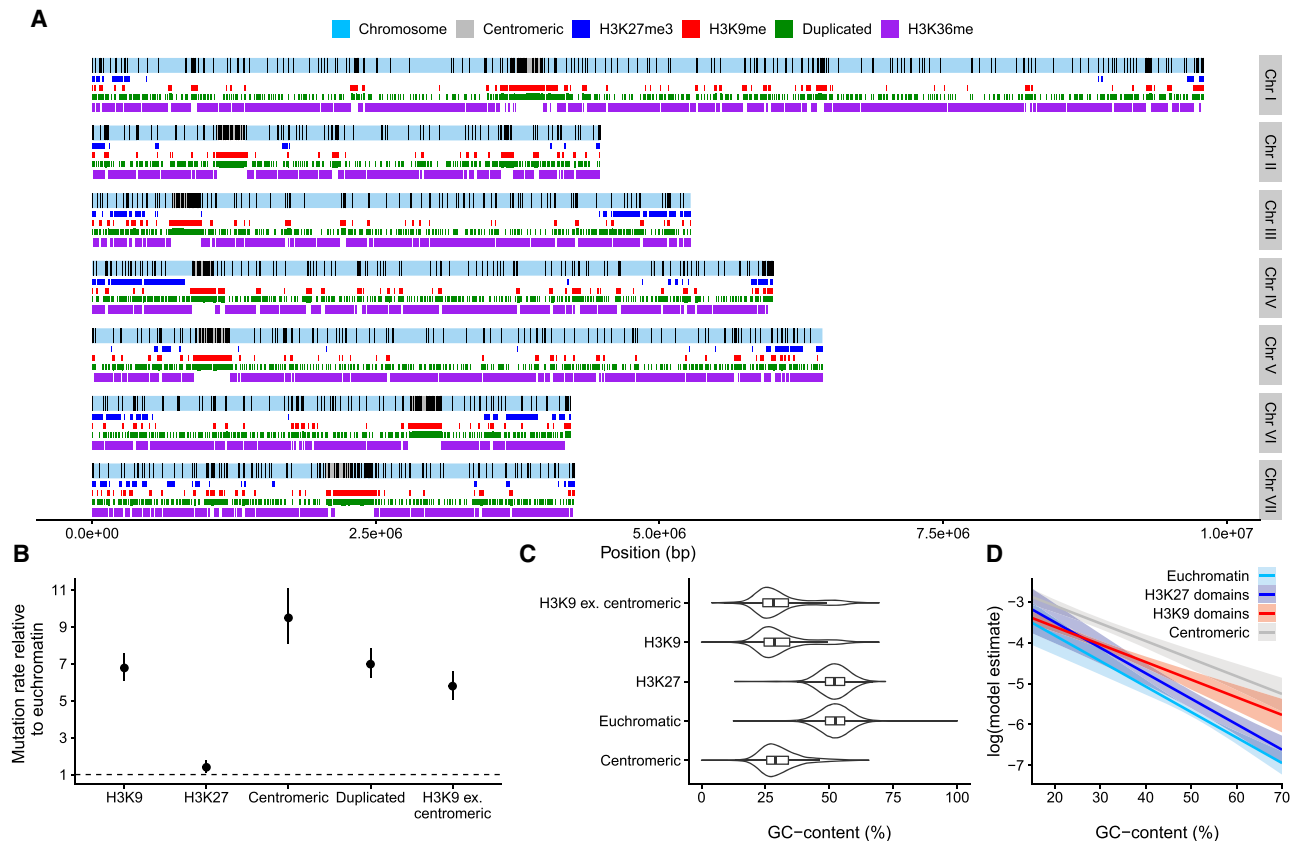 A
Chromosome Centromeric H3K27me3 H3K9me Duplicated H3K36me
Chr I
Chr II
Chr III
Chr IV
Chr V
Chr VI
Chr VII
0.0e+00 2.5e+06 5.0e+06 7.5e+06 1.0e+07
Position (bp)
B
Mutation rate relative
to euchromatin
11
9
7
5
3
1
H3K9 H3K27 Centromeric Duplicated H3K9 ex.
centromeric
C
H3K9 ex. centromeric
H3K9
H3K27
Euchromatic
Centromeric
0 25 50 75 100
GC−content (%)
D
Euchromatin
H3K27 domains
H3K9 domains
Centromeric
log(model estimate)
−3
−4
−5
−6
−7
20 30 40 50 60 70
GC−content (%)